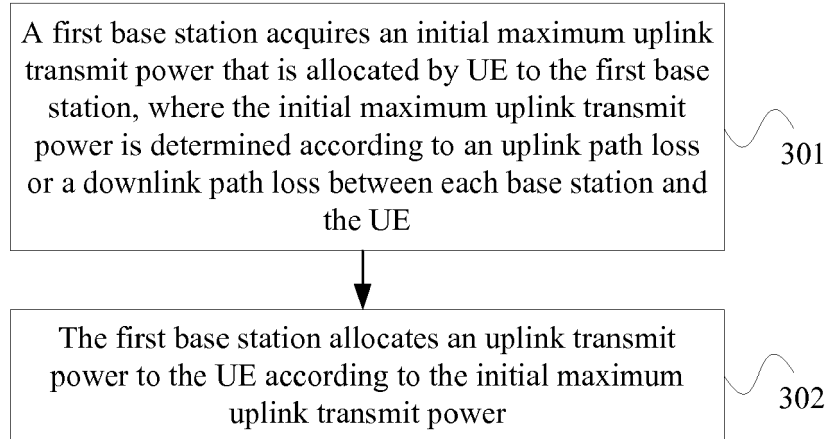 A first base station acquires an initial maximum uplink
transmit power that is allocated by UE to the first base
station, where the initial maximum uplink transmit
power is determined according to an uplink path loss
or a downlink path loss between each base station and
the UE
301
The first base station allocates an uplink transmit
power to the UE according to the initial maximum
uplink transmit power
302